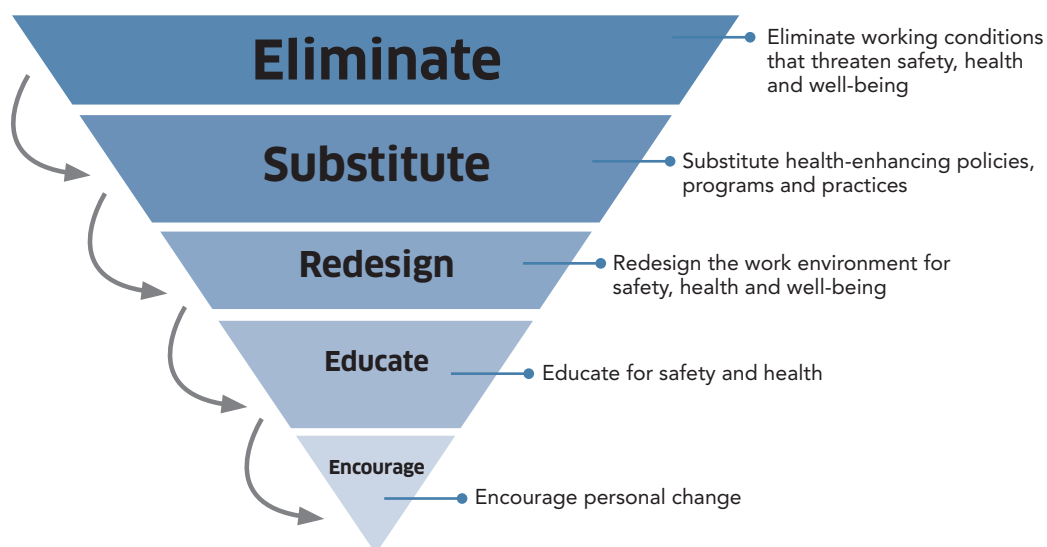 Eliminate
Eliminate working conditions
that threaten safety, health
and well-being
Substitute
Substitute health-enhancing policies,
programs and practices
Redesign
Redesign the work environment for
safety, health and well-being
Educate
Educate for safety and health
Encourage
Encourage personal change